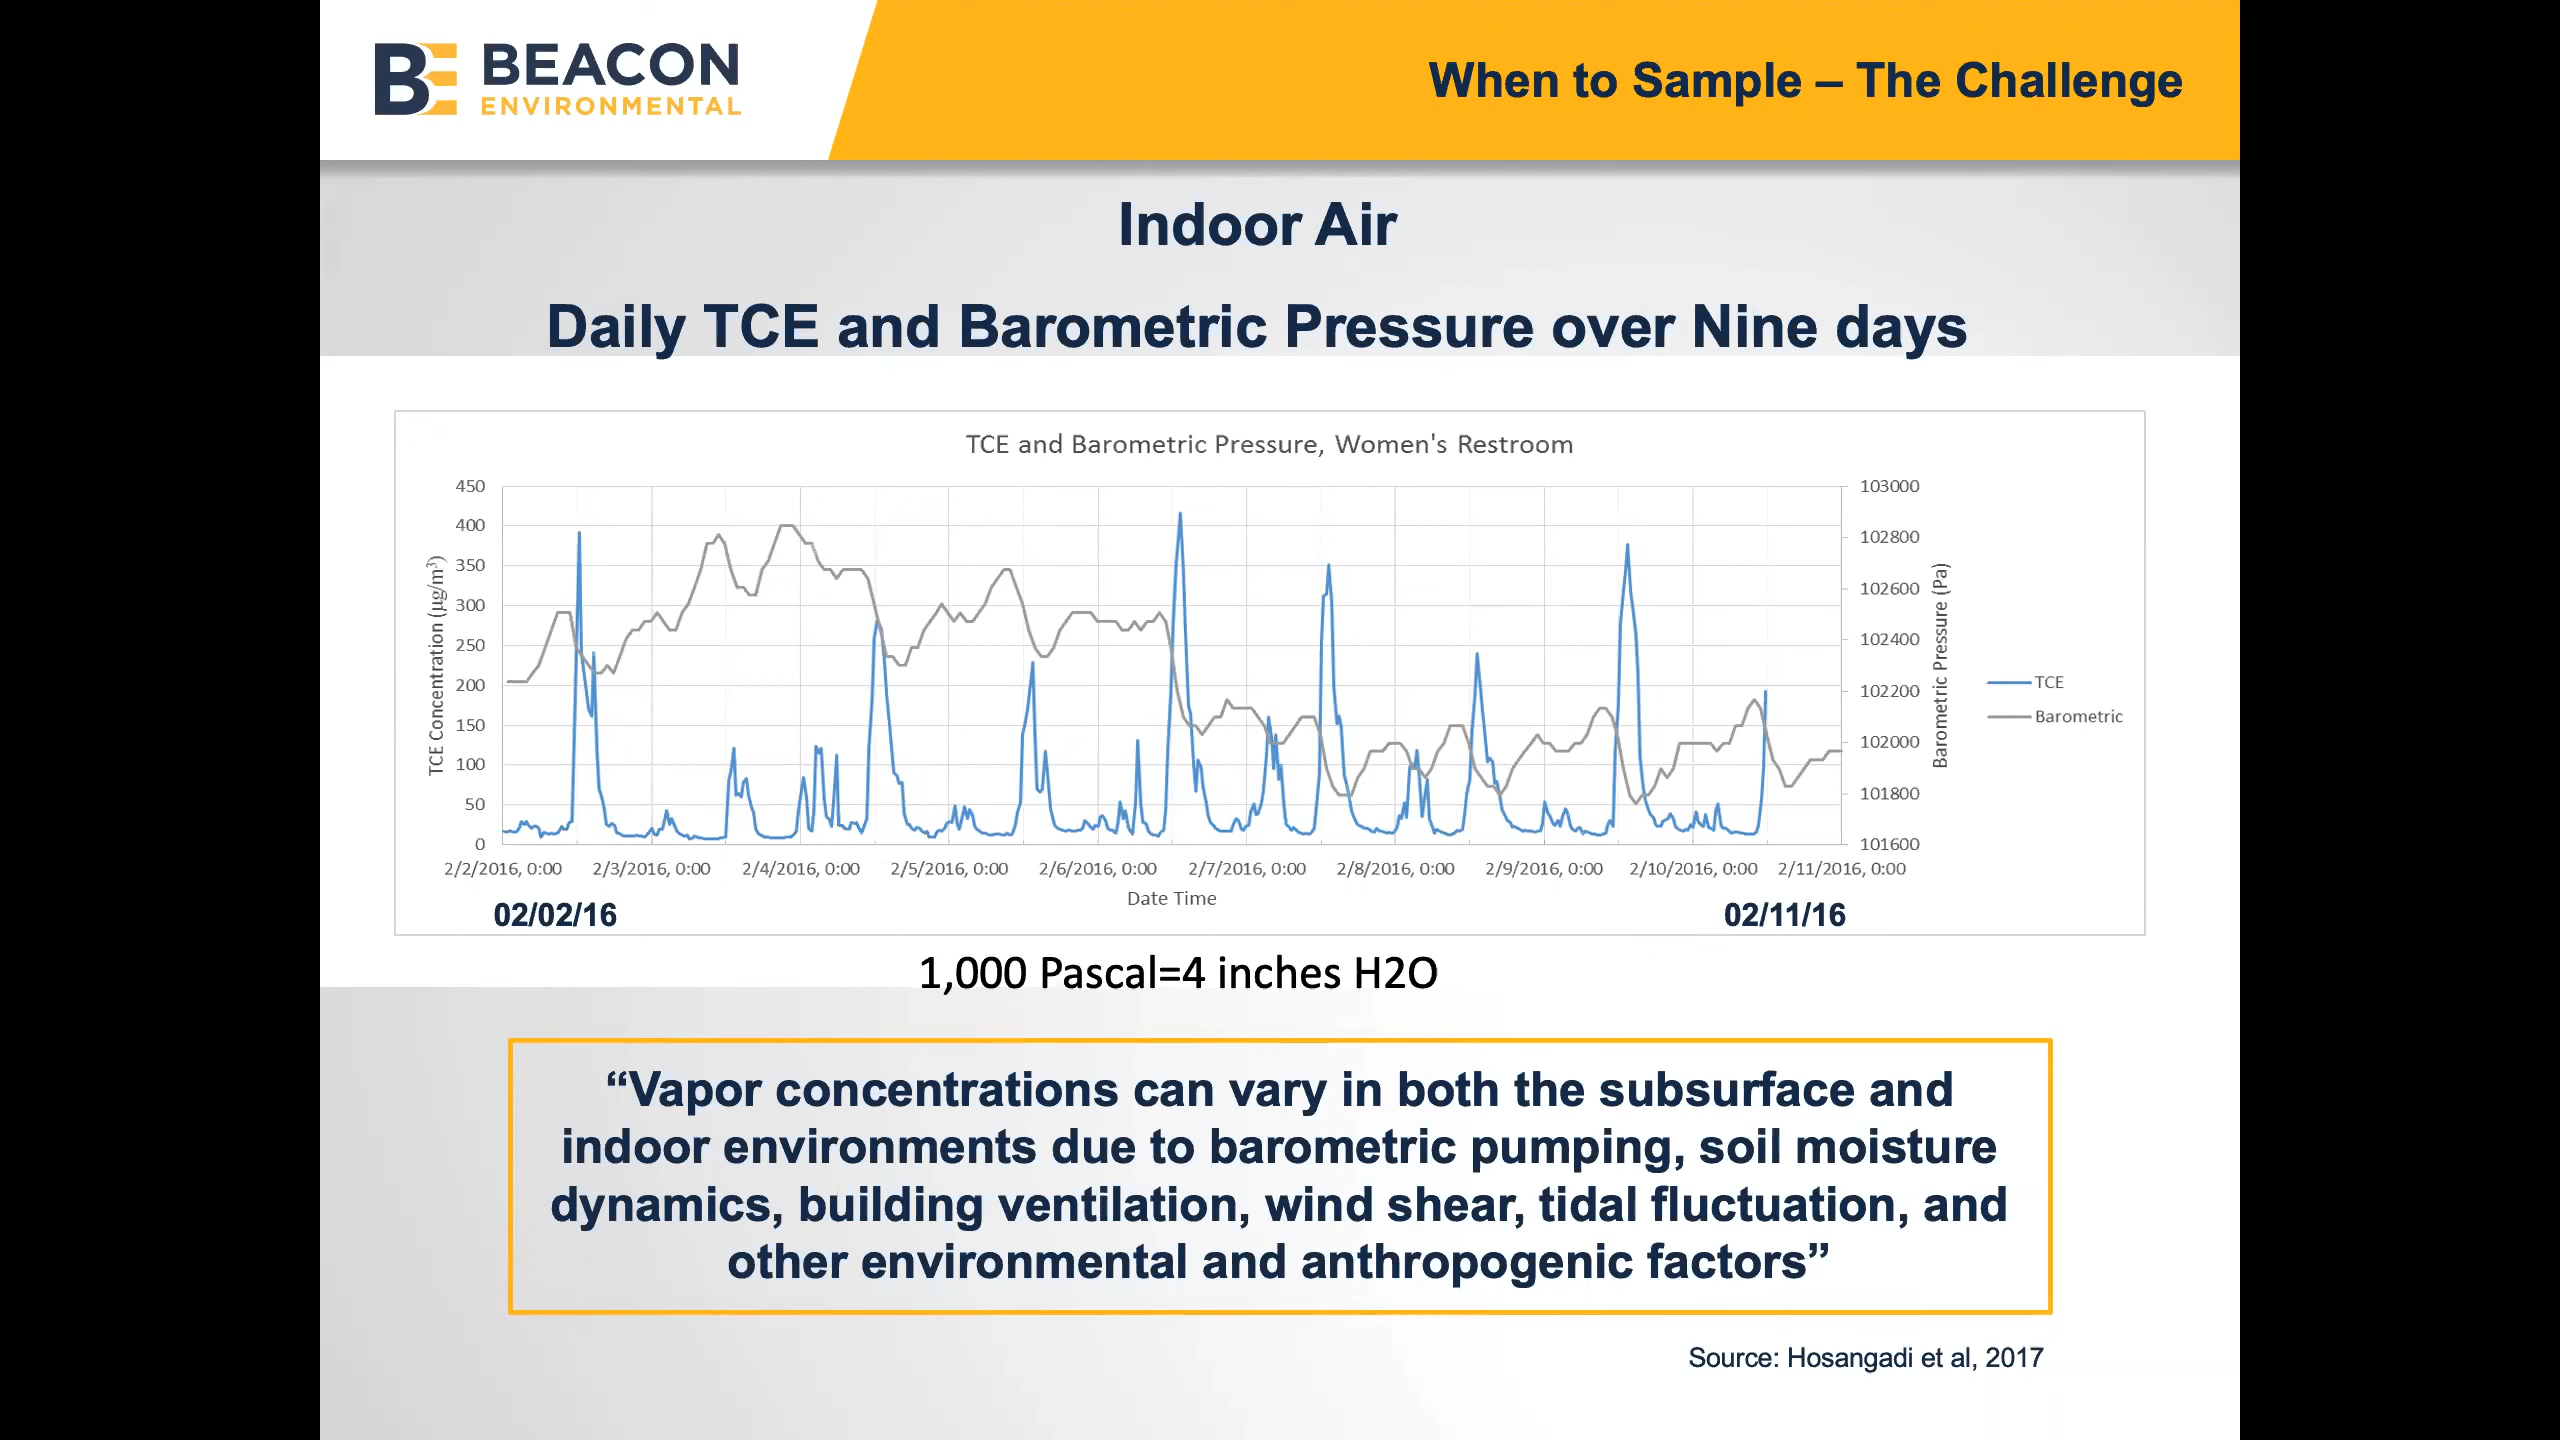 BEACON
ENVIRONMENTAL
When to Sample – The Challenge
Indoor Air
Daily TCE and Barometric Pressure over Nine days
TCE and Barometric Pressure, Women's Restroom
TCE Concentration (µg/m³)
450
400
350
300
250
200
150
100
50
0
103000
102800
102600
102400
102200
102000
101800
101600
Barometric Pressure (Pa)
TCE
Barometric
2/2/2016, 0:00 2/3/2016, 0:00 2/4/2016, 0:00 2/5/2016, 0:00 2/6/2016, 0:00 2/7/2016, 0:00 2/8/2016, 0:00 2/9/2016, 0:00 2/10/2016, 0:00 2/11/2016, 0:00
Date Time
02/02/16 02/11/16
1,000 Pascal=4 inches H2O
“Vapor concentrations can vary in both the subsurface and
indoor environments due to barometric pumping, soil moisture
dynamics, building ventilation, wind shear, tidal fluctuation, and
other environmental and anthropogenic factors”
Source: Hosangadi et al, 2017